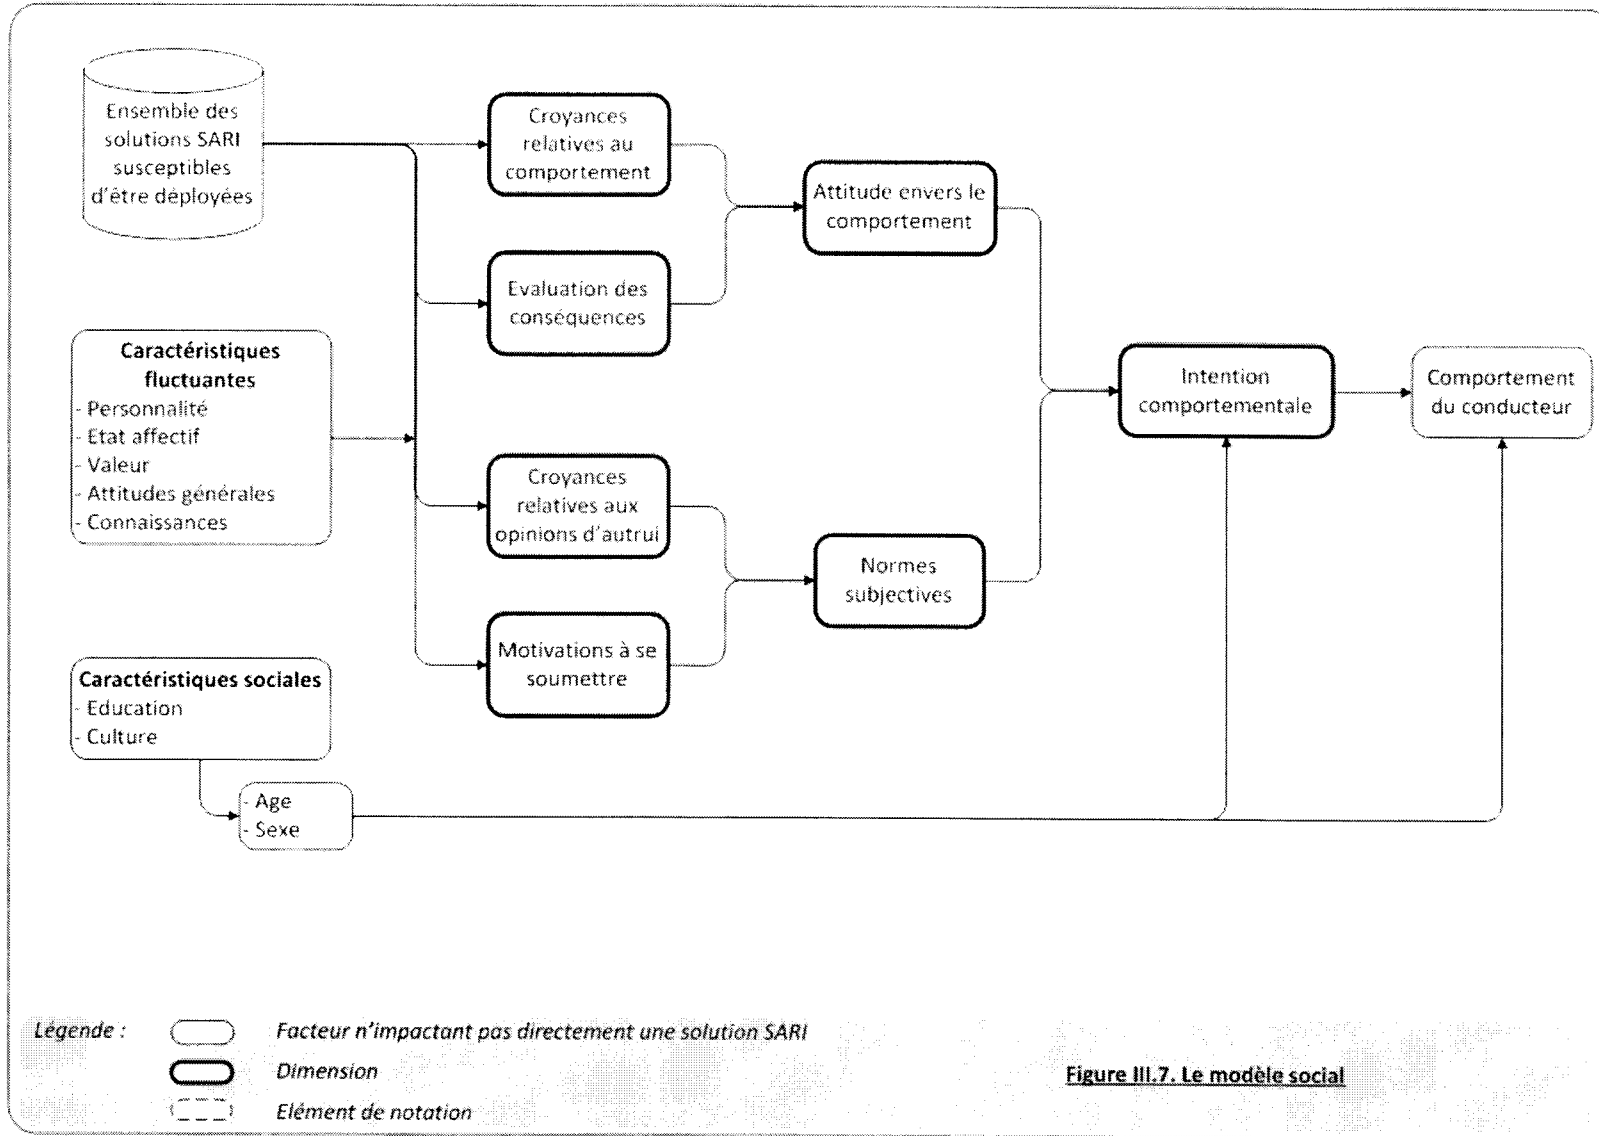 Ensemble des
solutions SARI
susceptibles
d'être déployées
Croyances
relatives au
comportement
Evaluation des
conséquences
Attitude envers le
comportement
Caractéristiques
fluctuantes
- Personnalité
- Etat affectif
- Valeur
- Attitudes générales
- Connaissances
Croyances
relatives aux
opinions d'autrui
Motivations à se
soumettre
Normes
subjectives
Intention
comportementale
Comportement
du conducteur
Caractéristiques sociales
- Education
- Culture
- Age
- Sexe
Légende :
Facteur n'impactant pas directement une solution SARI
Dimension
Elément de notation
Figure III.7. Le modèle social